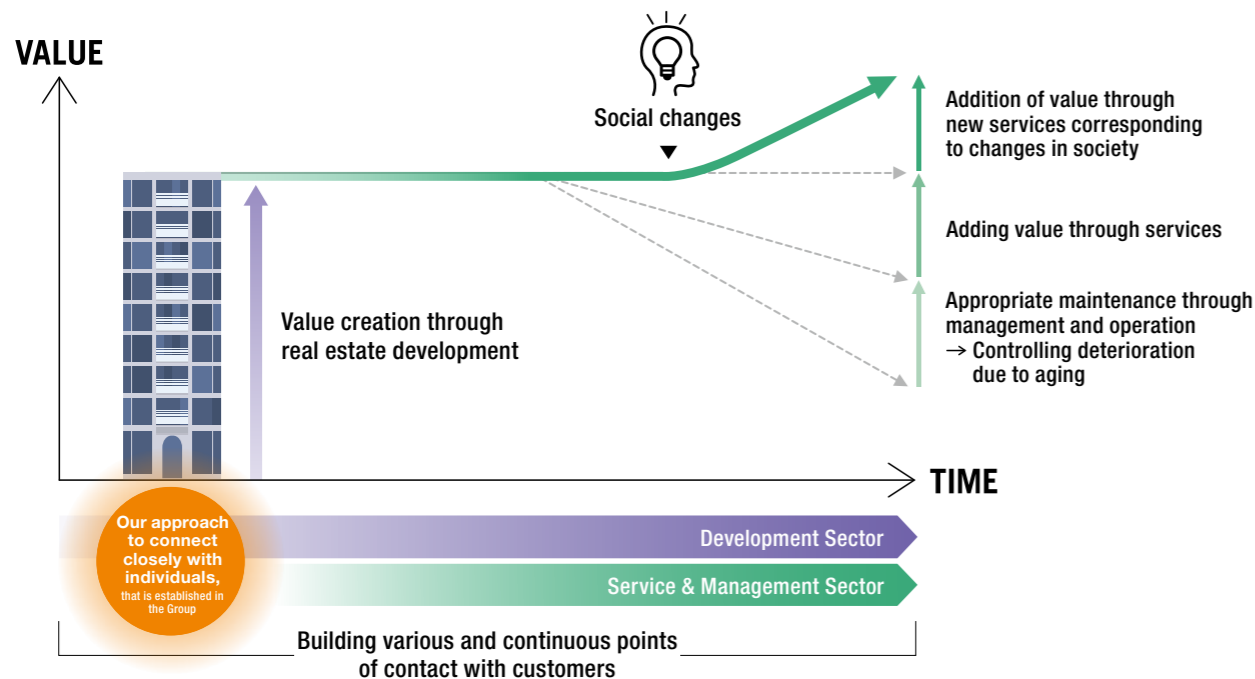 VALUE
Social changes
Addition of value through
new services corresponding
to changes in society
Adding value through services
Value creation through
real estate development
Appropriate maintenance through
management and operation
→ Controlling deterioration
due to aging
TIME
Our approach
to connect
closely with
individuals,
that is established in
the Group
Development Sector
Service & Management Sector
Building various and continuous points
of contact with customers